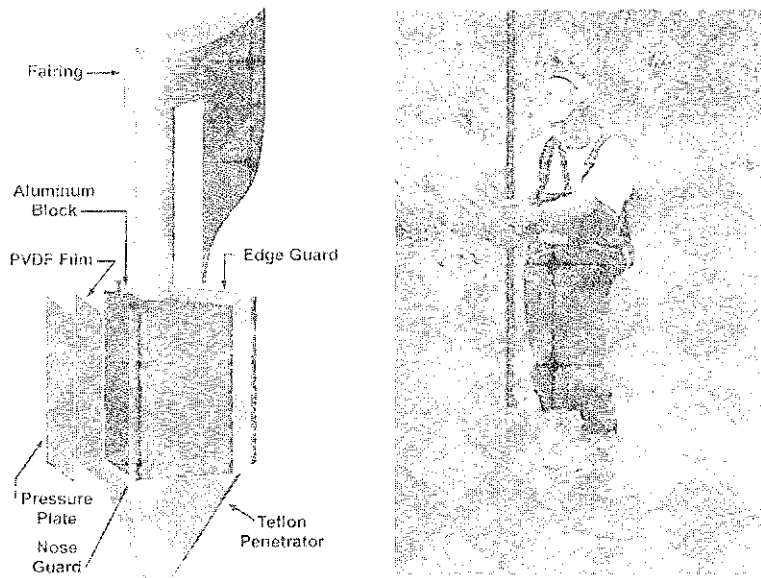 Fairing
Aluminum
Block
PVDF Film
Edge Guard
Pressure
Plate
Nose
Guard
Teflon
Penetrator